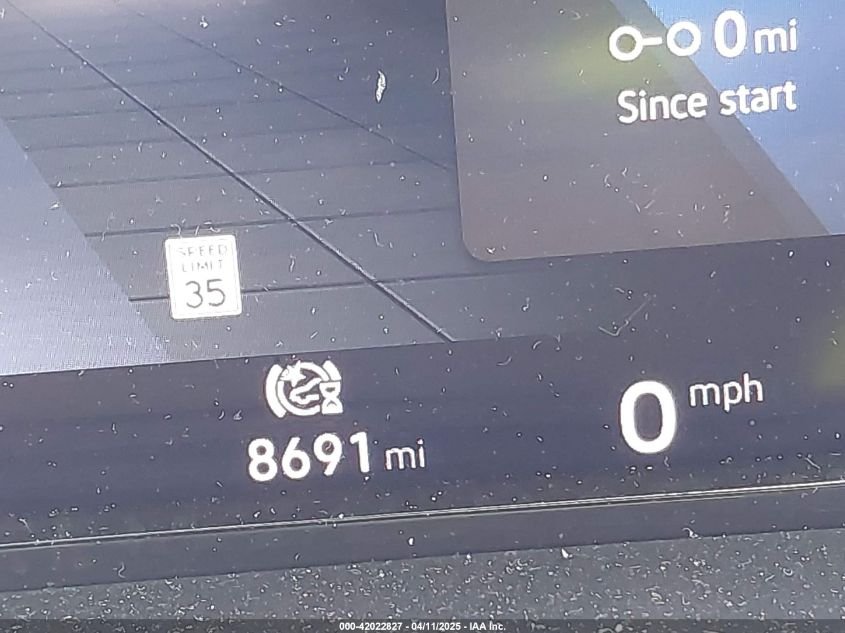 0 mi
Since start
SPEED
LIMIT
35
8691 mi
0 mph
000-42022827 - 04/11/2025 - IAA Inc.